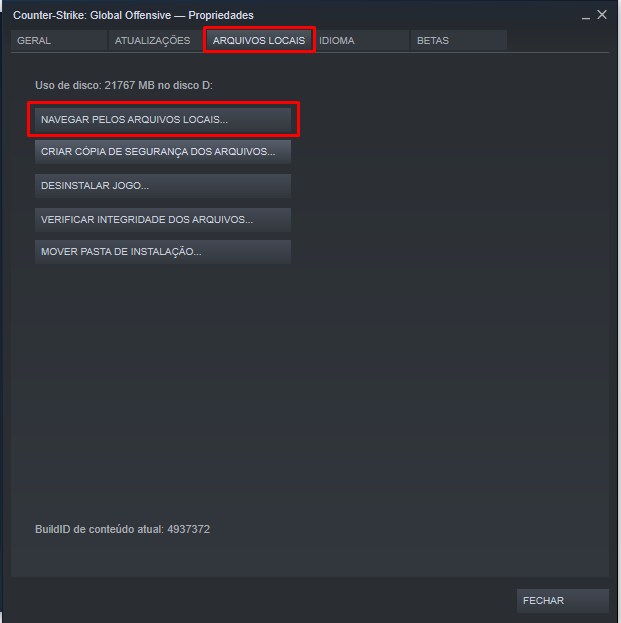 Counter-Strike: Global Offensive — Propriedades
GERAL ATUALIZAÇÕES ARQUIVOS LOCAIS IDIOMA BETAS
Uso de disco: 21767 MB no disco D:
NAVEGAR PELOS ARQUIVOS LOCAIS...
CRIAR CÓPIA DE SEGURANÇA DOS ARQUIVOS...
DESINSTALAR JOGO...
VERIFICAR INTEGRIDADE DOS ARQUIVOS...
MOVER PASTA DE INSTALAÇÃO...
BuildID de conteúdo atual: 4937372
FECHAR